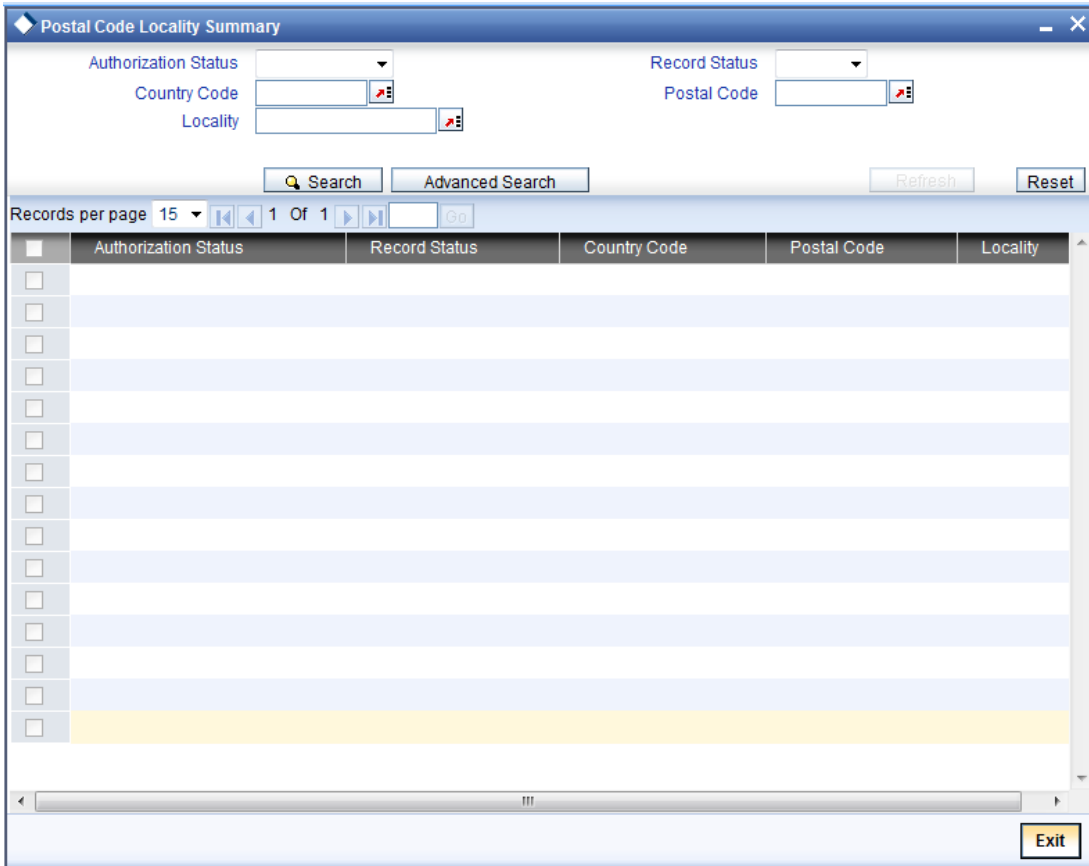 Postal Code Locality Summary
Authorization Status Record Status
Country Code Postal Code
Locality
Search Advanced Search Refresh Reset
Records per page 15 1 Of 1 Go
Authorization Status Record Status Country Code Postal Code Locality
Exit